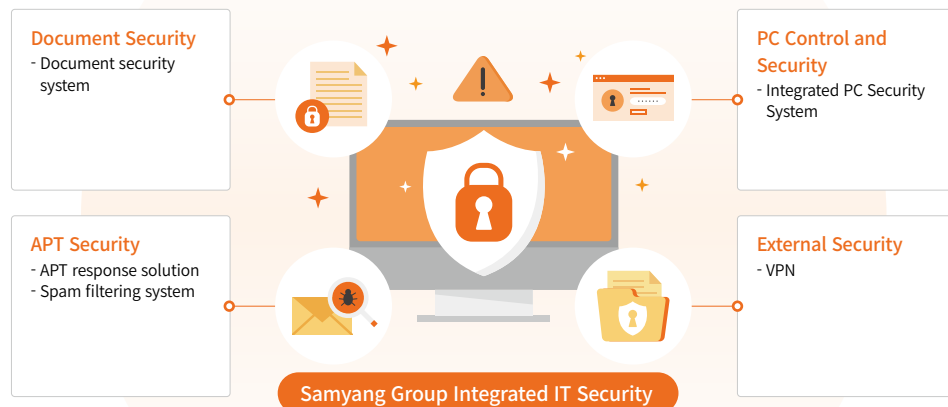 Document Security
- Document security
system
PC Control and
Security
- Integrated PC Security
System
APT Security
- APT response solution
- Spam filtering system
External Security
- VPN
Samyang Group Integrated IT Security